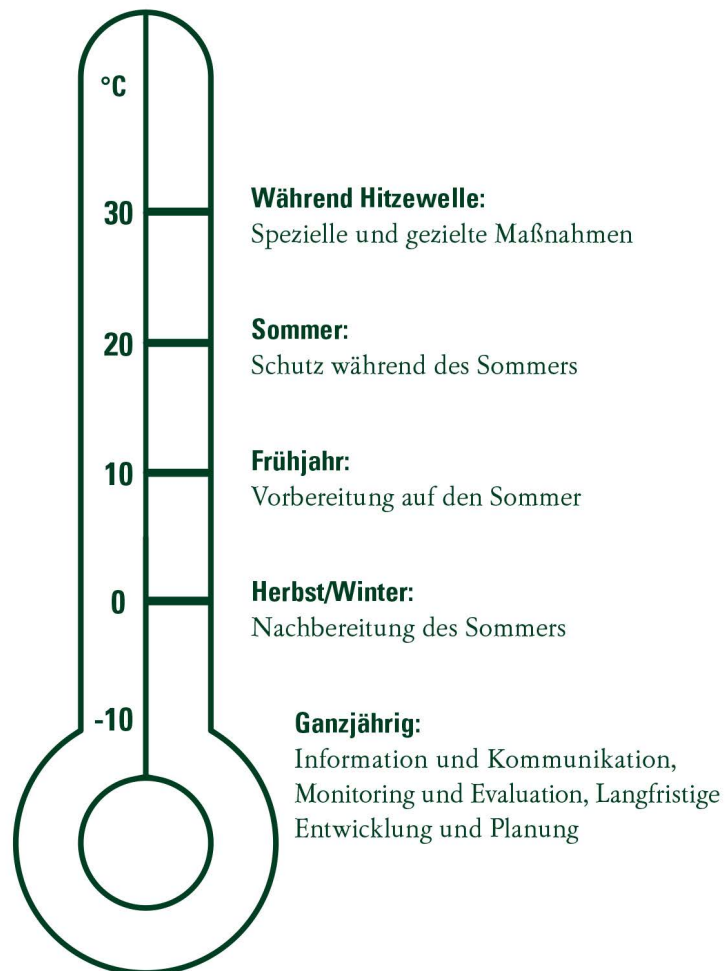 °C
30
Während Hitzewelle:
Spezielle und gezielte Maßnahmen
20
Sommer:
Schutz während des Sommers
10
Frühjahr:
Vorbereitung auf den Sommer
0
Herbst/Winter:
Nachbereitung des Sommers
-10
Ganzjährig:
Information und Kommunikation,
Monitoring und Evaluation, Langfristige
Entwicklung und Planung